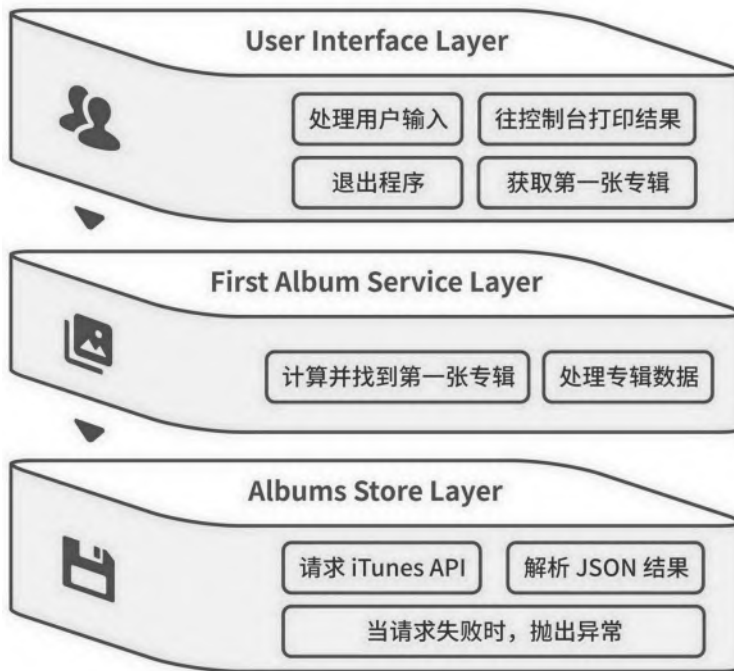 User Interface Layer
处理用户输入
往控制台打印结果
退出程序
获取第一张专辑
First Album Service Layer
计算并找到第一张专辑
处理专辑数据
Albums Store Layer
请求 iTunes API
解析 JSON 结果
当请求失败时，抛出异常